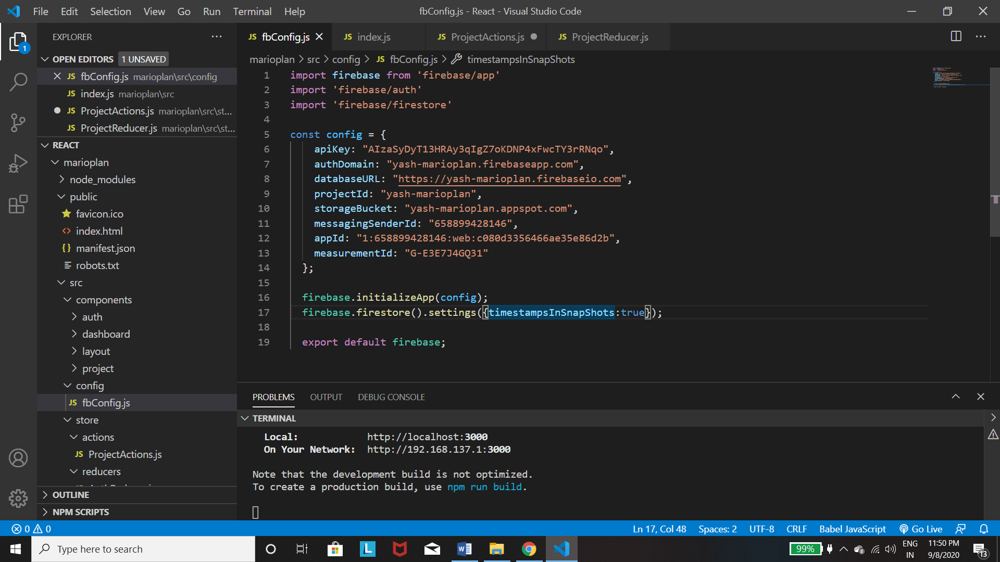 File Edit Selection View Go Run Terminal Help
fbConfig.js - React - Visual Studio Code
1
EXPLORER
OPEN EDITORS 1 UNSAVED
JS fbConfig.js marioplan\src\config
JS index.js marioplan\src
JS ProjectActions.js marioplan\src\st...
JS ProjectReducer.js marioplan\src\st...
REACT
marioplan
node_modules
public
favicon.ico
index.html
manifest.json
robots.txt
src
components
auth
dashboard
layout
project
config
JS fbConfig.js
store
actions
JS ProjectActions.js
reducers
OUTLINE
NPM SCRIPTS
JS fbConfig.js JS index.js JS ProjectActions.js JS ProjectReducer.js
marioplan > src > config > JS fbConfig.js > timestampsInSnapShots
1 import firebase from 'firebase/app'
2 import 'firebase/auth'
3 import 'firebase/firestore'
4
5 const config = {
6 apiKey: "AIzaSyDyT13HRAy3qIgZ7oKDNP4xFwcTY3rRNqo",
7 authDomain: "yash-marioplan.firebaseapp.com",
8 databaseURL: "https://yash-marioplan.firebaseio.com",
9 projectId: "yash-marioplan",
10 storageBucket: "yash-marioplan.appspot.com",
11 messagingSenderId: "658899428146",
12 appId: "1:658899428146:web:c080d3356466ae35e86d2b",
13 measurementId: "G-E3E7J4GQ31"
14 };
15
16 firebase.initializeApp(config);
17 firebase.firestore().settings({timestampsInSnapShots:true});
18
19 export default firebase;
PROBLEMS OUTPUT DEBUG CONSOLE
TERMINAL
Local: http://localhost:3000
On Your Network: http://192.168.137.1:3000
Note that the development build is not optimized.
To create a production build, use npm run build.
0 0
Ln 17, Col 48 Spaces: 2 UTF-8 CRLF Babel JavaScript Go Live
Type here to search
99%
ENG
IN
11:50 PM
9/8/2020
13